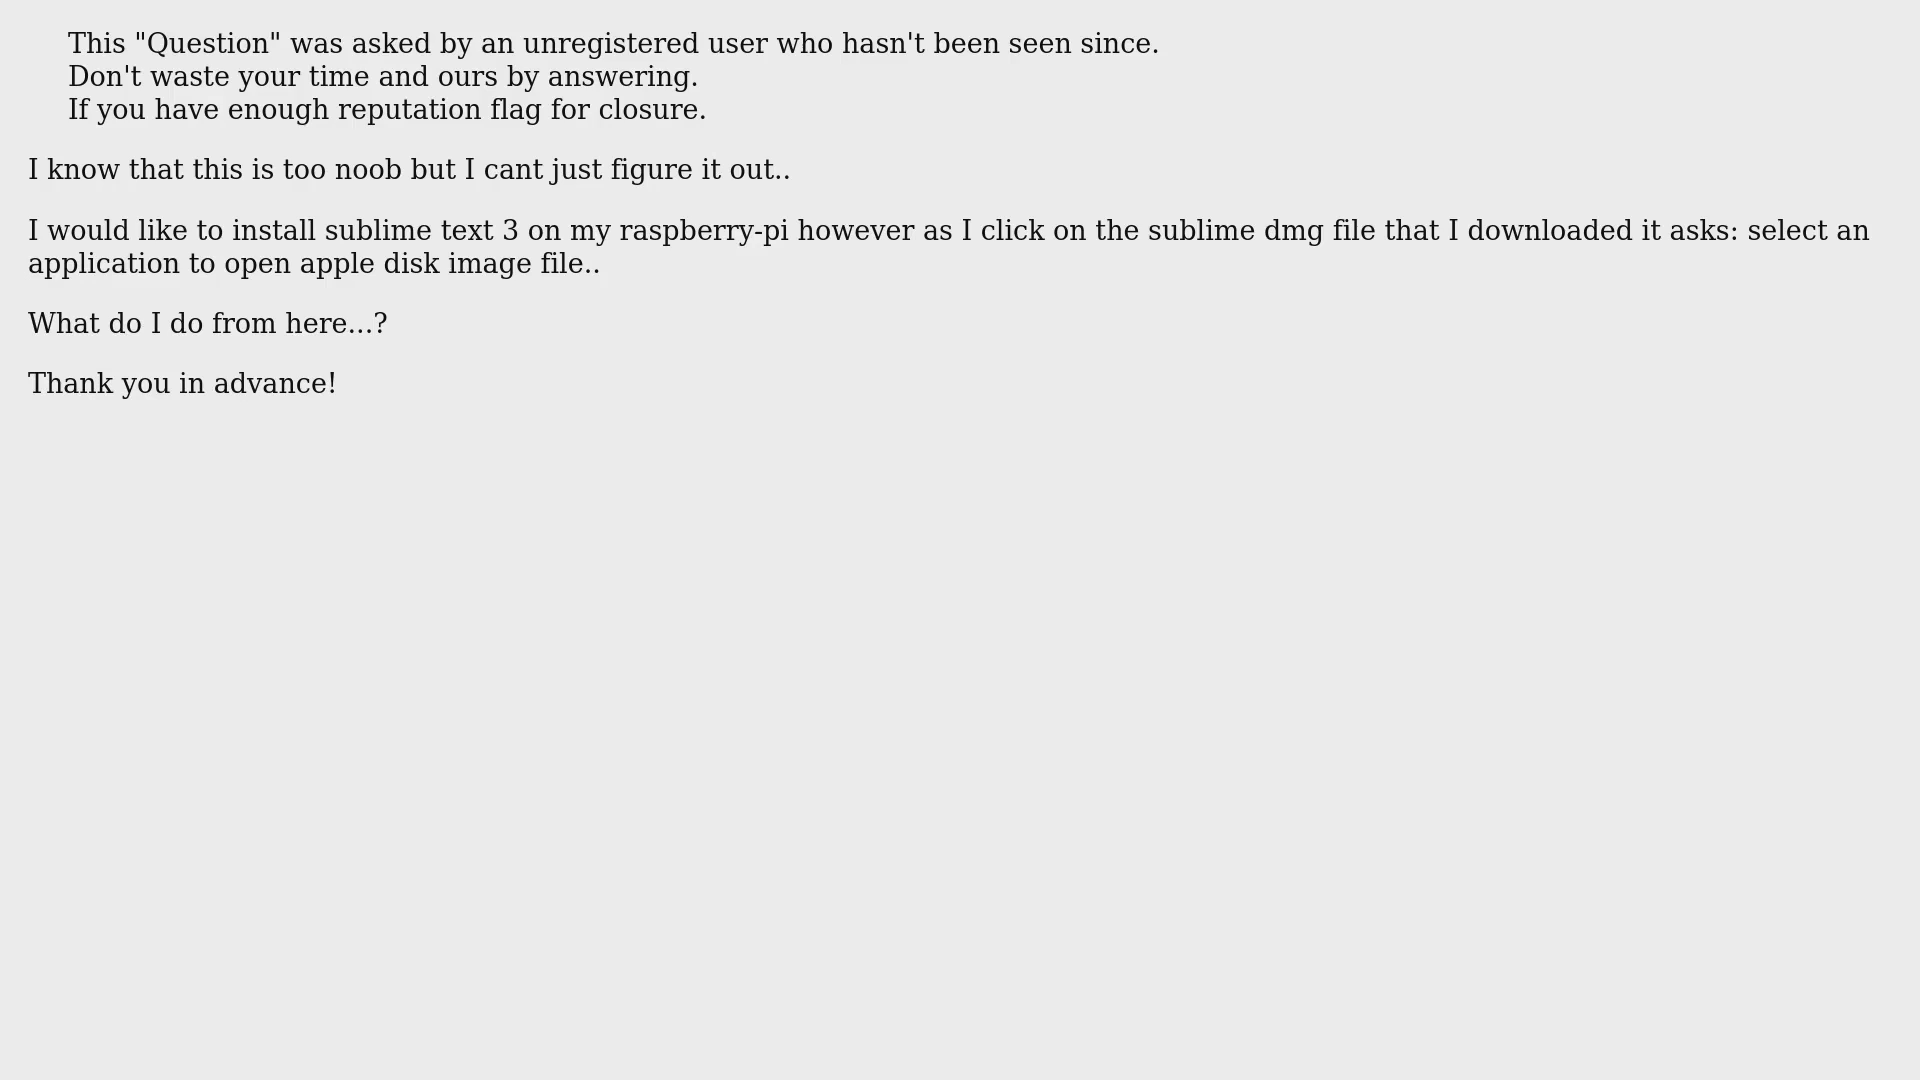 This "Question" was asked by an unregistered user who hasn't been seen since.
Don't waste your time and ours by answering.
If you have enough reputation flag for closure.
I know that this is too noob but I cant just figure it out..
I would like to install sublime text 3 on my raspberry-pi however as I click on the sublime dmg file that I downloaded it asks: select an
application to open apple disk image file..
What do I do from here...?
Thank you in advance!